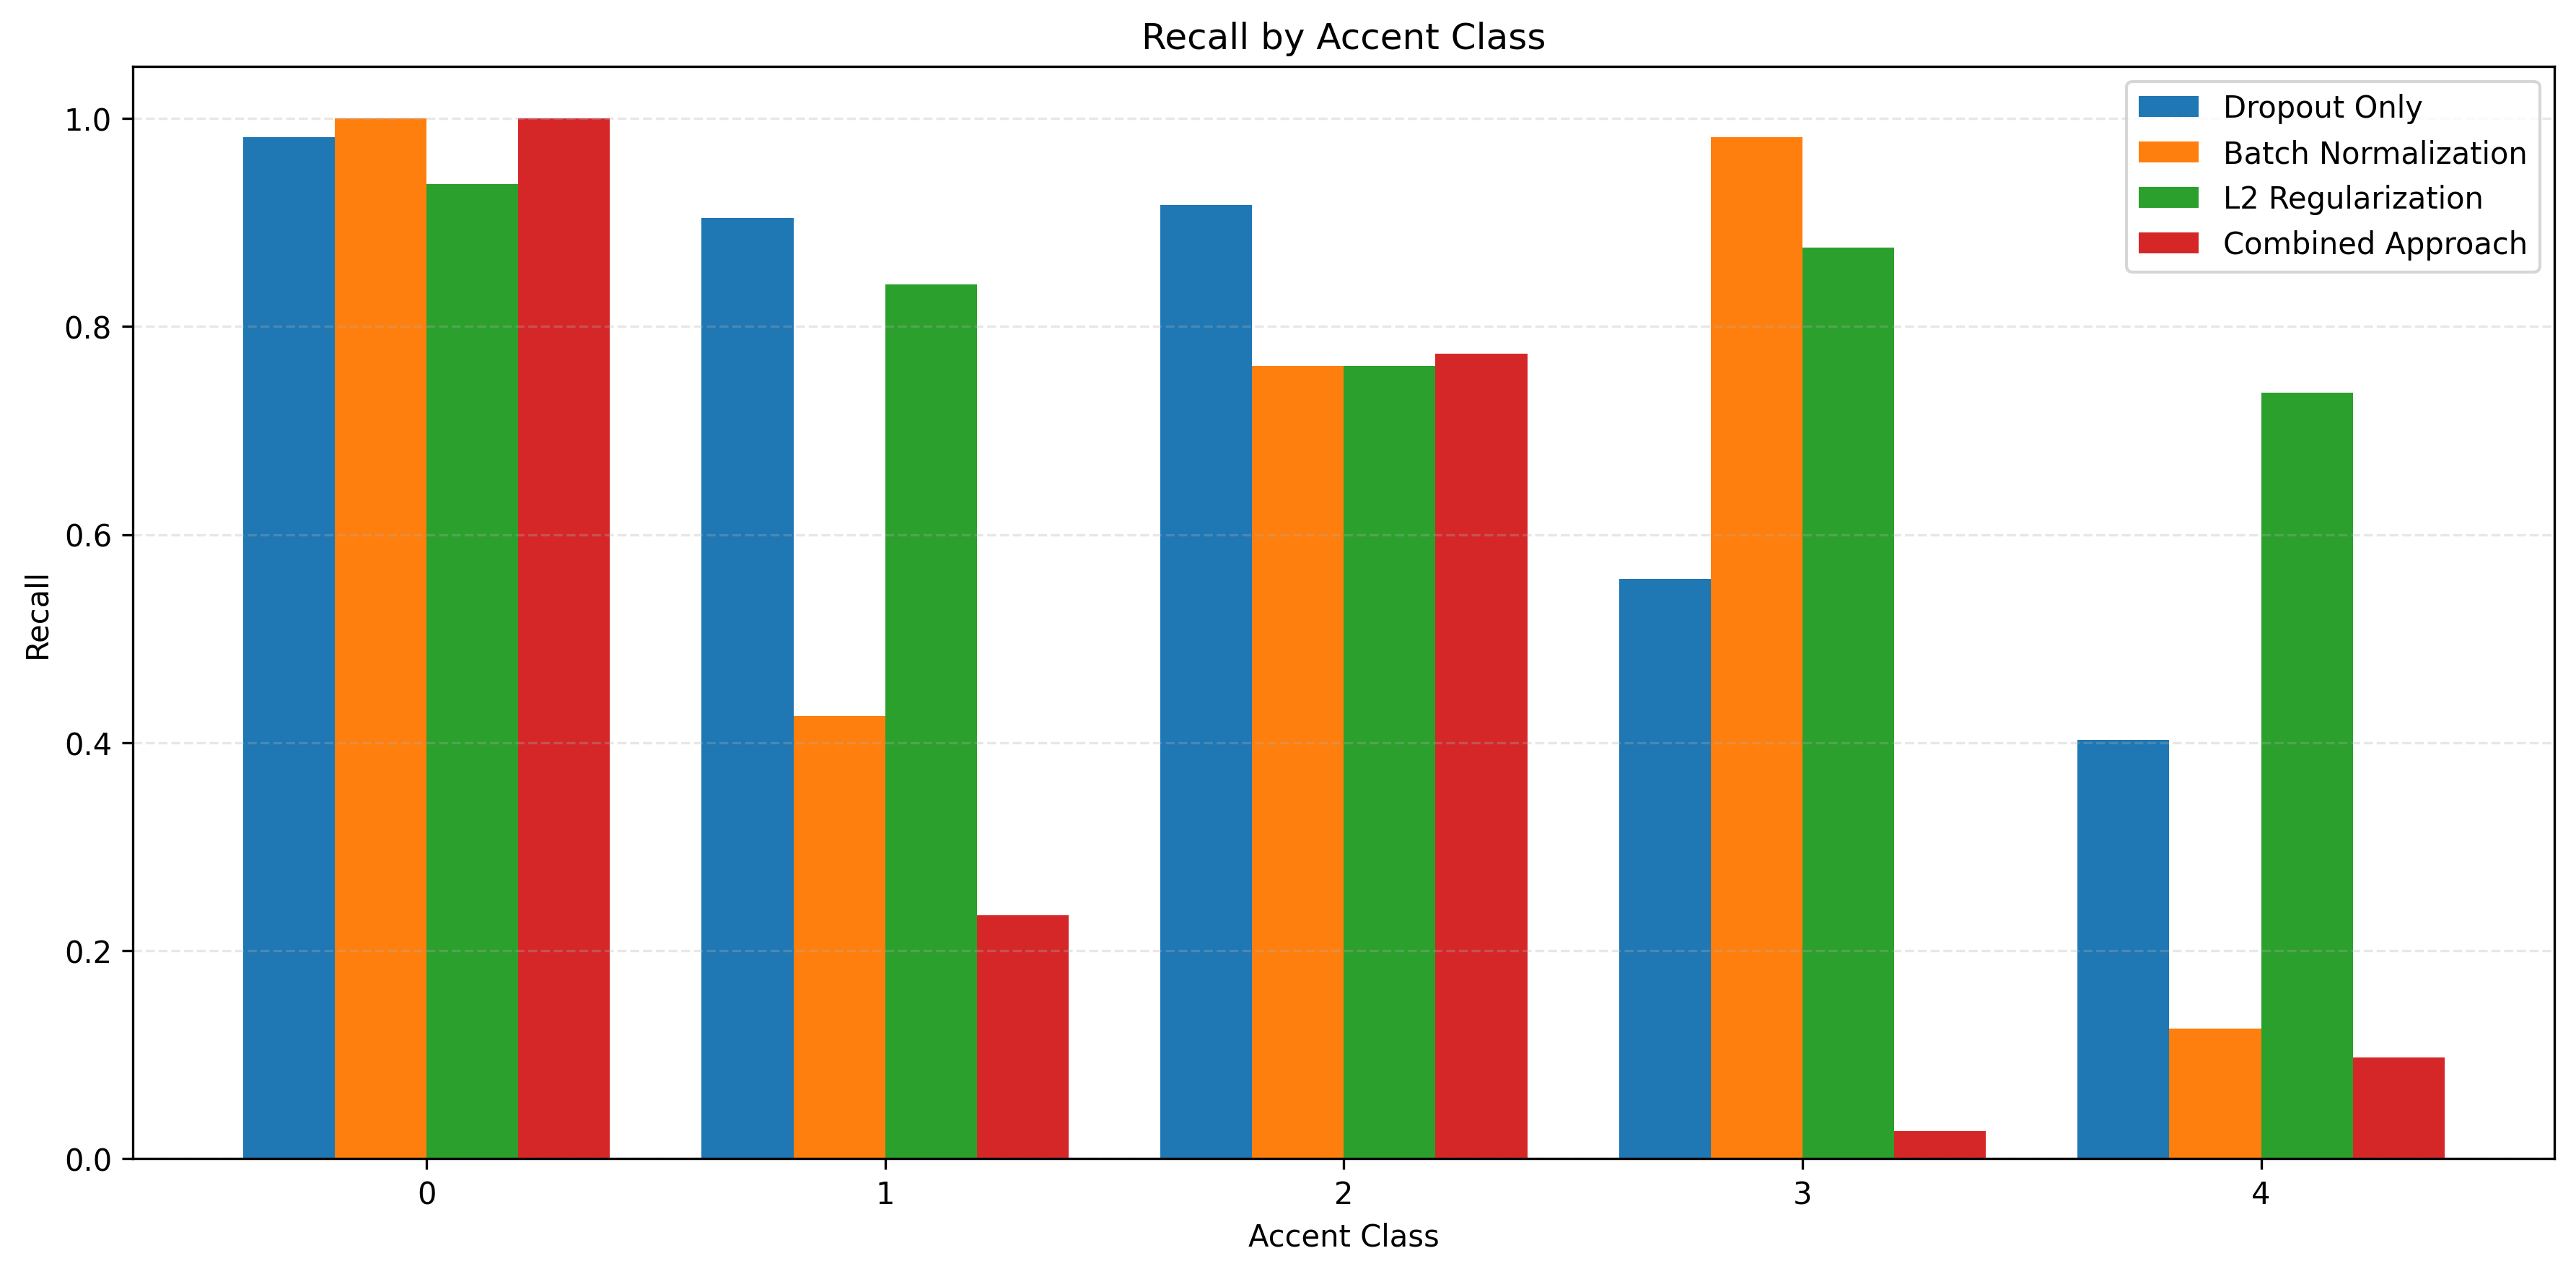 Recall by Accent Class
Dropout Only
Batch Normalization
L2 Regularization
Combined Approach
1.0
0.8
0.6
0.4
0.2
0.0
Recall
0 1 2 3 4
Accent Class